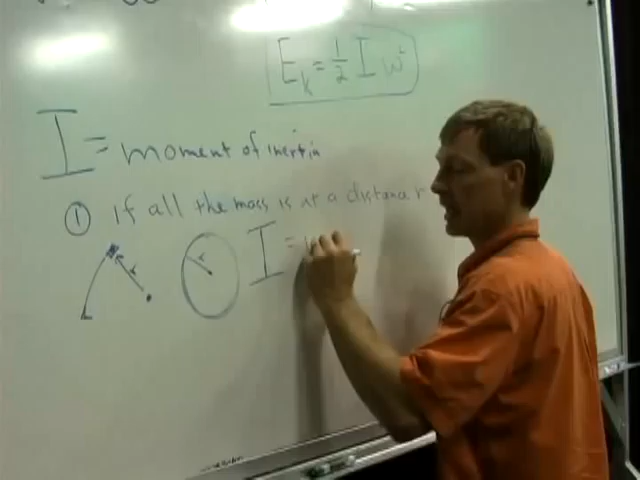 E_k = 1/2 I ω²
I = moment of inertia
① if all the mass is at a distance r
r
r
I =